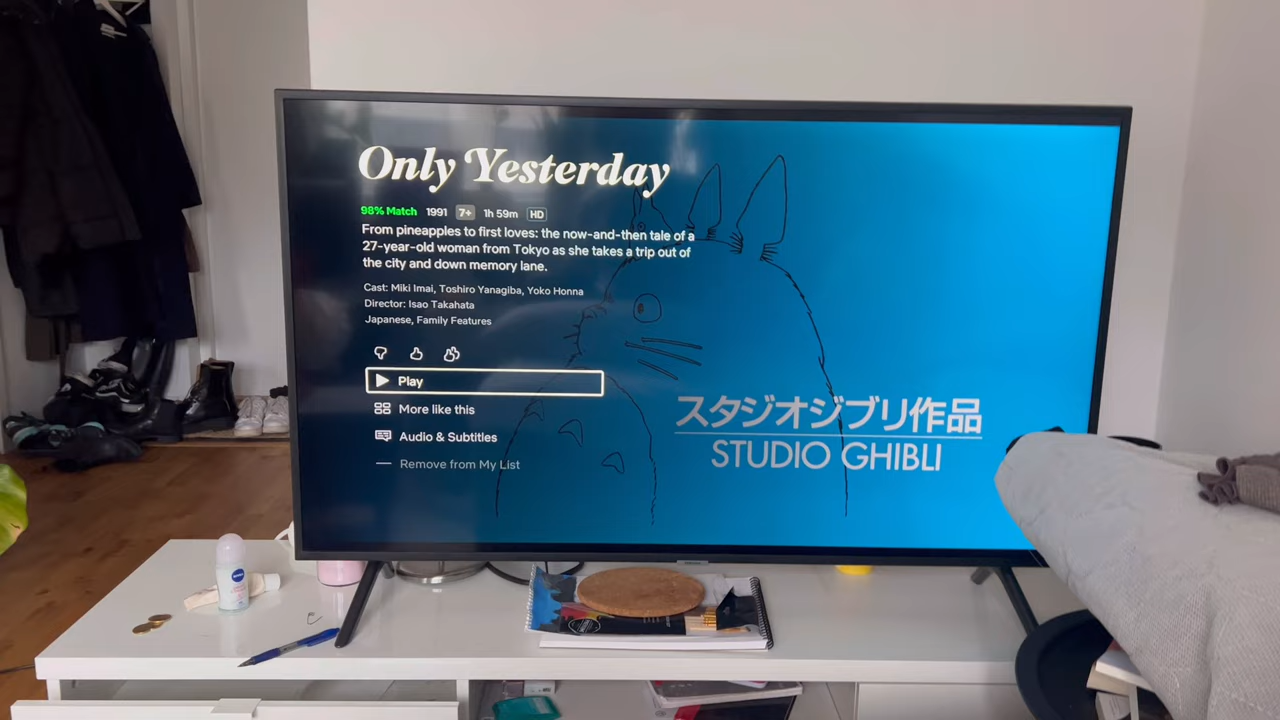 Only Yesterday
98% Match 1991 7+ 1h 59m HD
From pineapples to first loves: the now-and-then tale of a
27-year-old woman from Tokyo as she takes a trip out of
the city and down memory lane.
Cast: Miki Imai, Toshiro Yanagiba, Yoko Honna
Director: Isao Takahata
Japanese, Family Features
Play
More like this
Audio & Subtitles
Remove from My List
スタジオジブリ作品
STUDIO GHIBLI
NIVEA